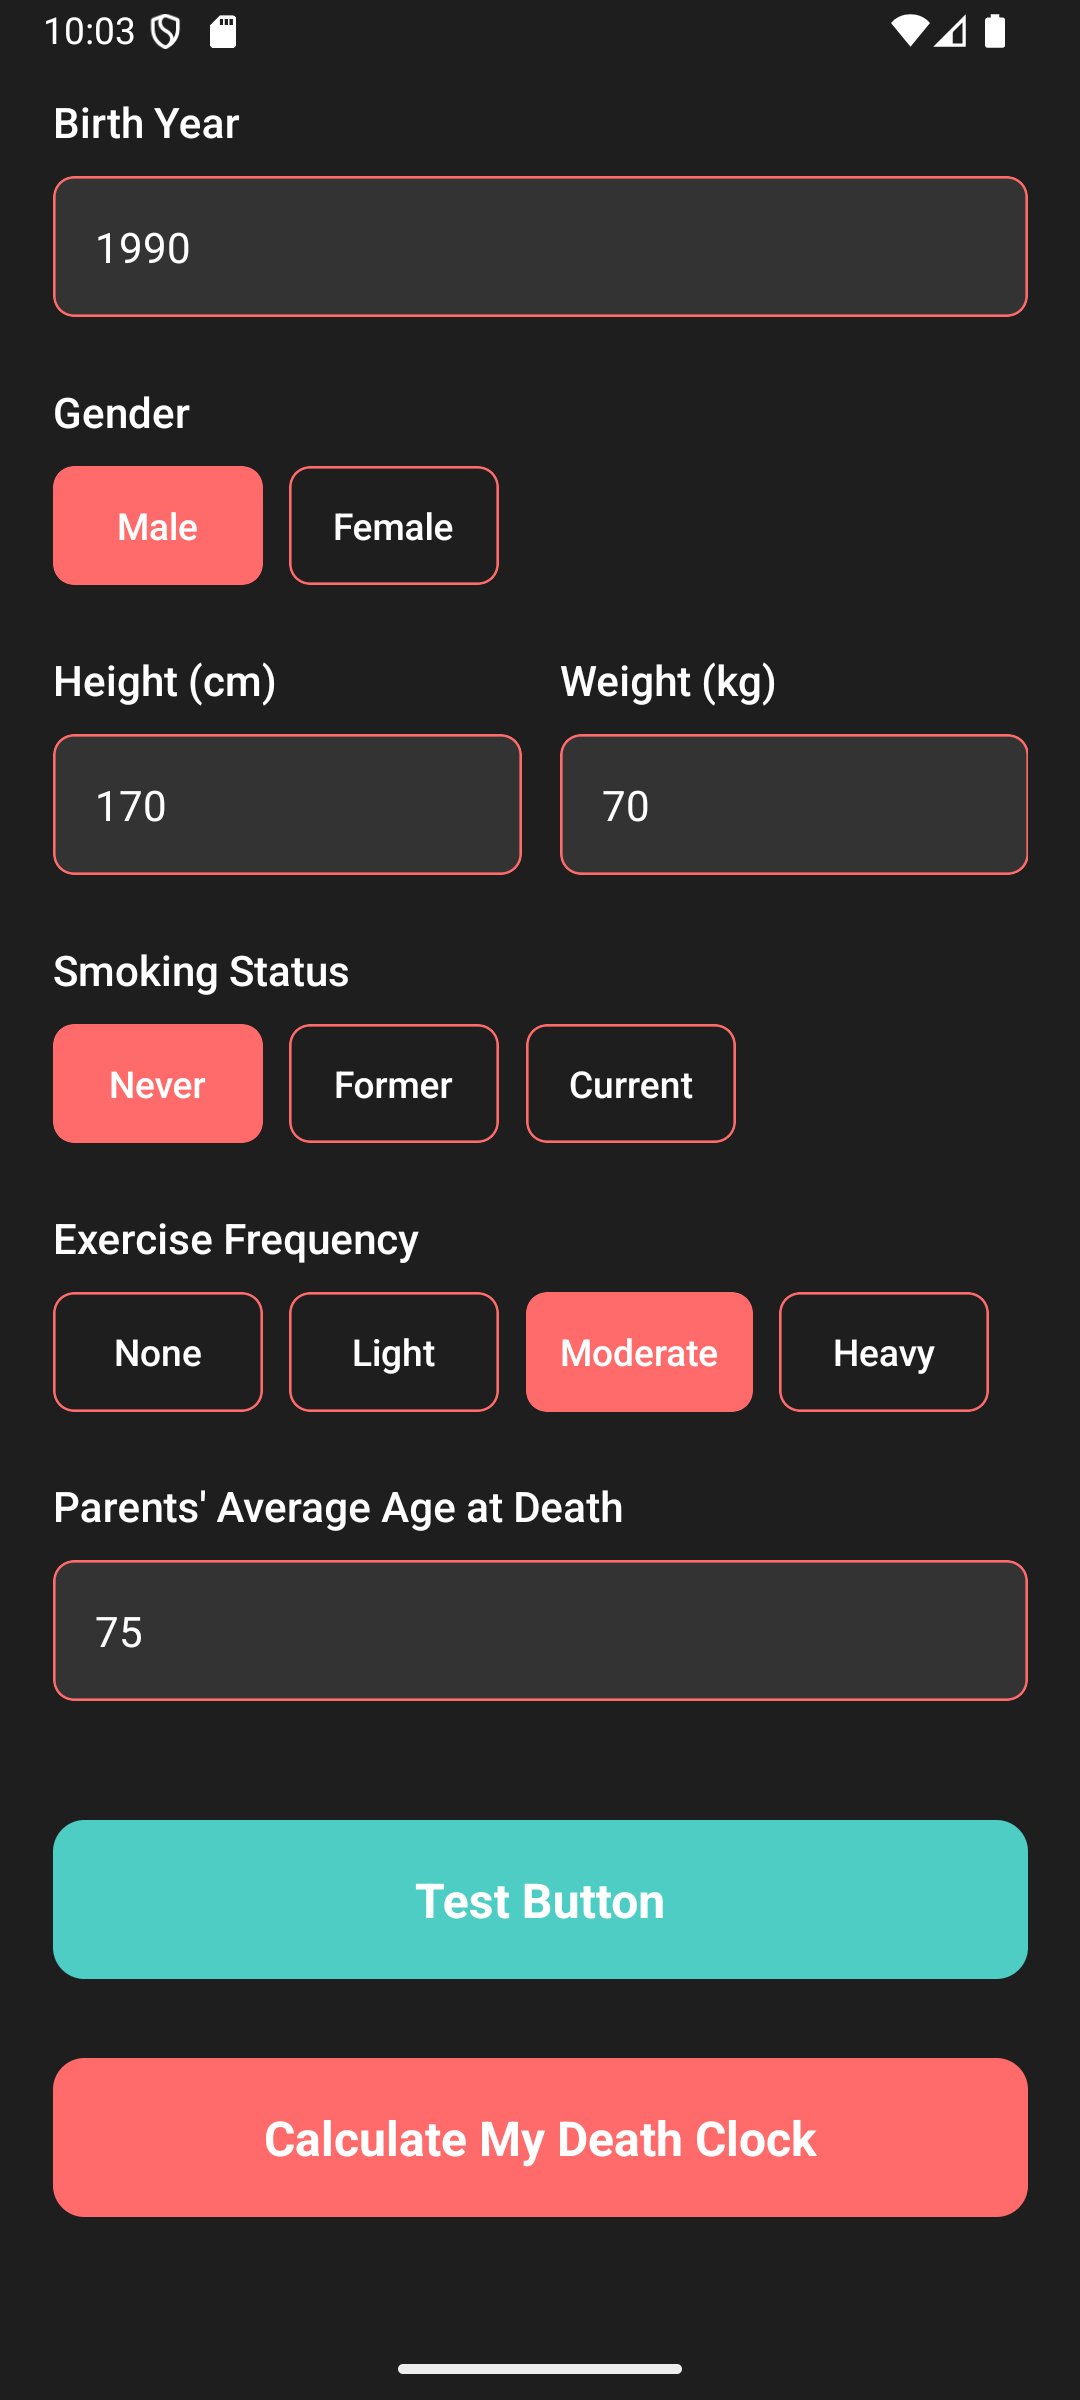 10:03
Birth Year
1990
Gender
Male Female
Height (cm) Weight (kg)
170 70
Smoking Status
Never Former Current
Exercise Frequency
None Light Moderate Heavy
Parents' Average Age at Death
75
Test Button
Calculate My Death Clock